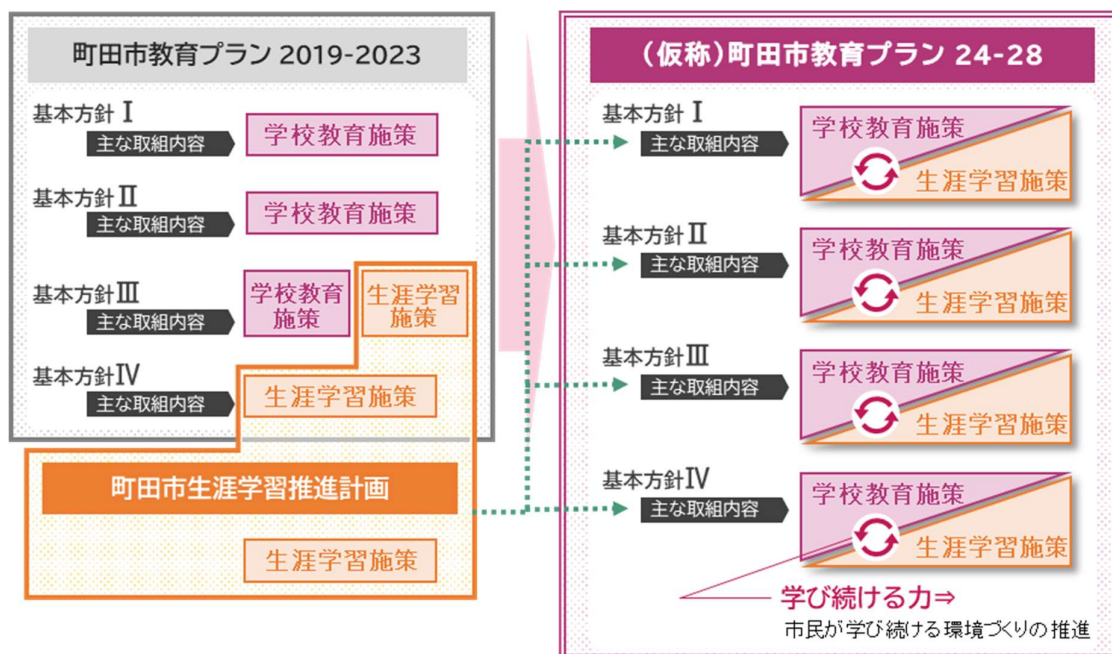 町田市教育プラン 2019-2023
基本方針 Ⅰ
主な取組内容
学校教育施策
基本方針 Ⅱ
主な取組内容
学校教育施策
基本方針Ⅲ
主な取組内容
学校教育
施策
生涯学習
施策
基本方針Ⅳ
主な取組内容
生涯学習施策
町田市生涯学習推進計画
生涯学習施策
(仮称)町田市教育プラン 24-28
基本方針 Ⅰ
主な取組内容
学校教育施策
生涯学習施策
基本方針 Ⅱ
主な取組内容
学校教育施策
生涯学習施策
基本方針 Ⅲ
主な取組内容
学校教育施策
生涯学習施策
基本方針Ⅳ
主な取組内容
学校教育施策
生涯学習施策
学び続ける力⇒
市民が学び続ける環境づくりの推進